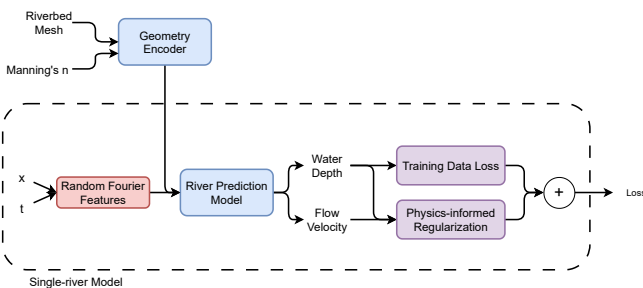 Riverbed
Mesh
Manning's n
Geometry
Encoder
x
t
Random Fourier
Features
River Prediction
Model
Water
Depth
Flow
Velocity
Training Data Loss
Physics-informed
Regularization
+
Loss
Single-river Model